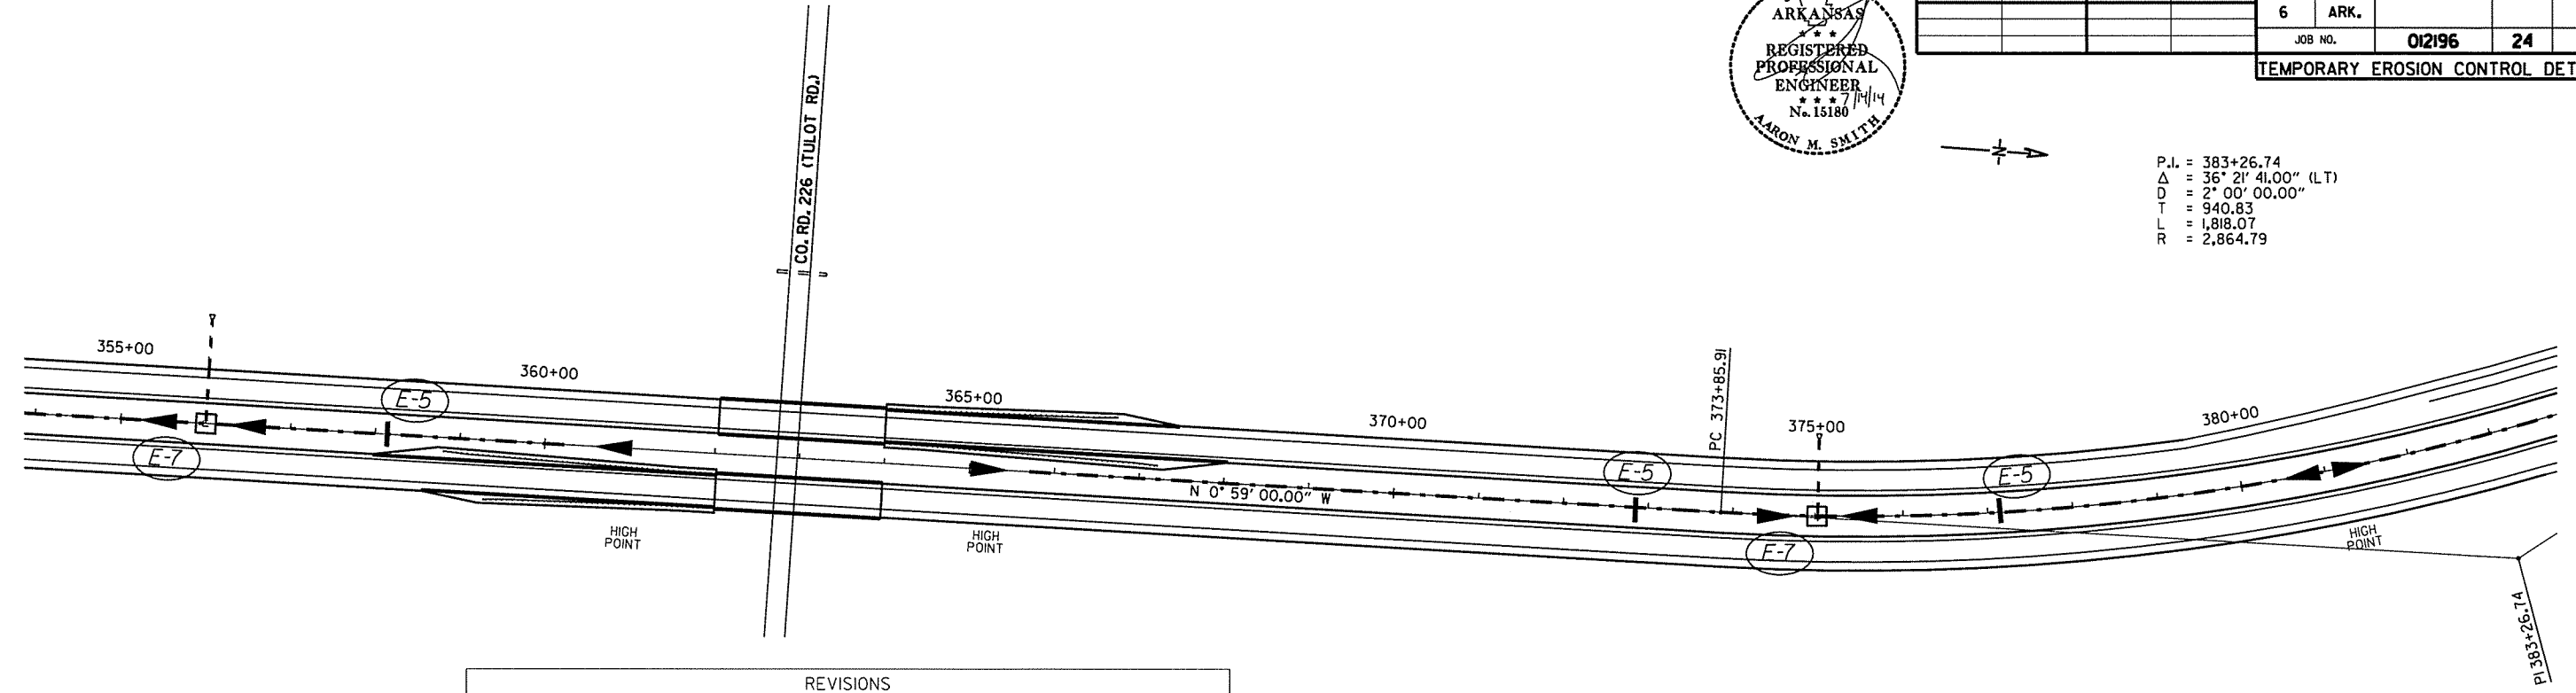 ARKANSAS
★ ★ ★
REGISTERED
PROFESSIONAL
ENGINEER
★ ★ ★ 7/14/14
No. 15180
AARON M. SMITH
6 ARK.
JOB NO. 012196 24
TEMPORARY EROSION CONTROL DET
N
P.I. = 383+26.74
Δ = 36° 21' 41.00" (LT)
D = 2° 00' 00.00"
T = 940.83
L = 1,818.07
R = 2,864.79
CO. RD. 226 (TULOT RD.)
355+00
360+00
365+00
370+00
375+00
380+00
PC 373+85.91
E-5
E-7
E-5
E-7
E-5
N 0° 59' 00.00" W
HIGH
POINT
HIGH
POINT
HIGH
POINT
PI 383+26.74
REVISIONS